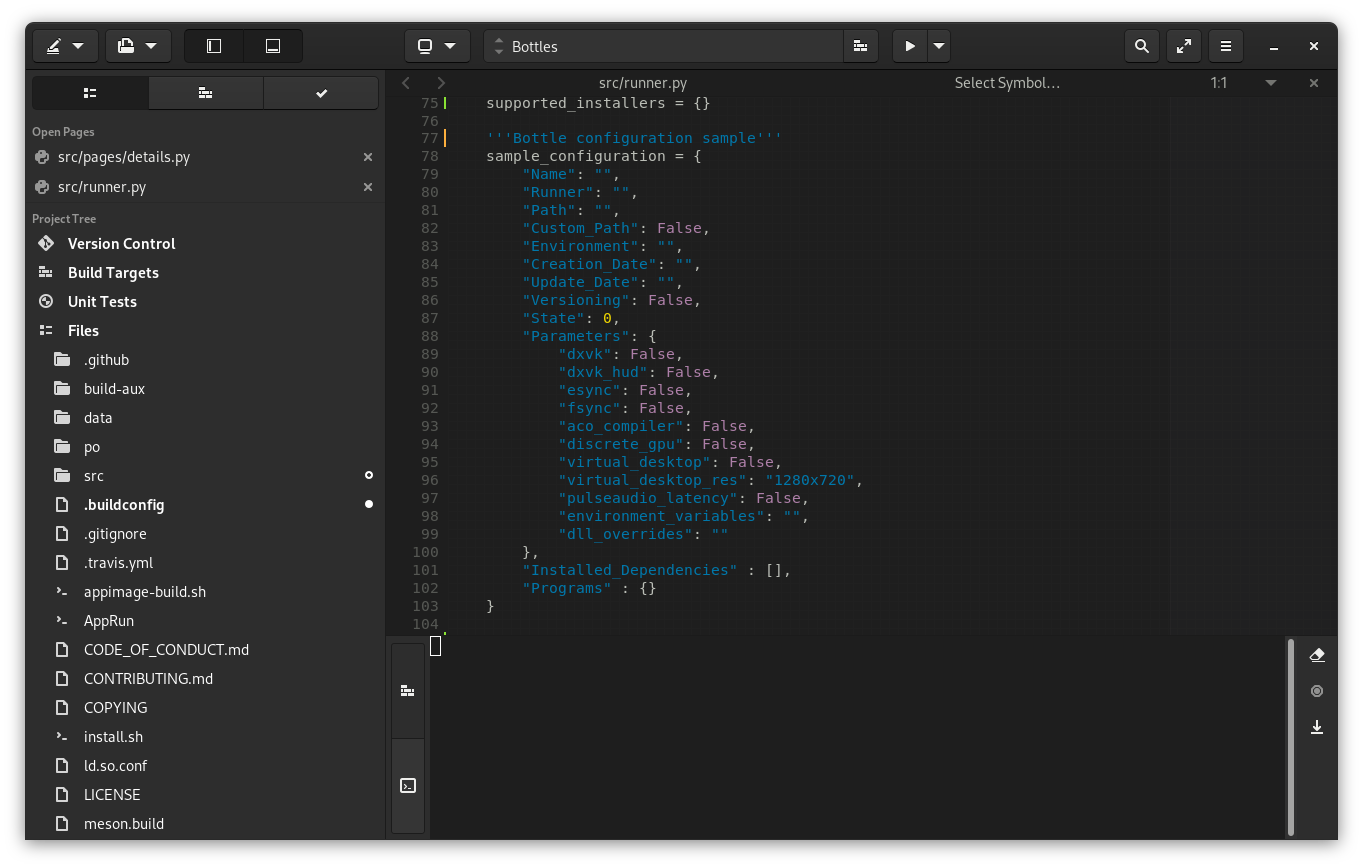 Bottles
Open Pages
src/pages/details.py
src/runner.py
Project Tree
Version Control
Build Targets
Unit Tests
Files
.github
build-aux
data
po
src
.buildconfig
.gitignore
.travis.yml
appimage-build.sh
AppRun
CODE_OF_CONDUCT.md
CONTRIBUTING.md
COPYING
install.sh
ld.so.conf
LICENSE
meson.build
src/runner.py Select Symbol… 1:1
75 supported_installers = {}
76
77 '''Bottle configuration sample'''
78 sample_configuration = {
79 "Name": "",
80 "Runner": "",
81 "Path": "",
82 "Custom_Path": False,
83 "Environment": "",
84 "Creation_Date": "",
85 "Update_Date": "",
86 "Versioning": False,
87 "State": 0,
88 "Parameters": {
89 "dxvk": False,
90 "dxvk_hud": False,
91 "esync": False,
92 "fsync": False,
93 "aco_compiler": False,
94 "discrete_gpu": False,
95 "virtual_desktop": False,
96 "virtual_desktop_res": "1280x720",
97 "pulseaudio_latency": False,
98 "environment_variables": "",
99 "dll_overrides": ""
100 },
101 "Installed_Dependencies" : [],
102 "Programs" : {}
103 }
104